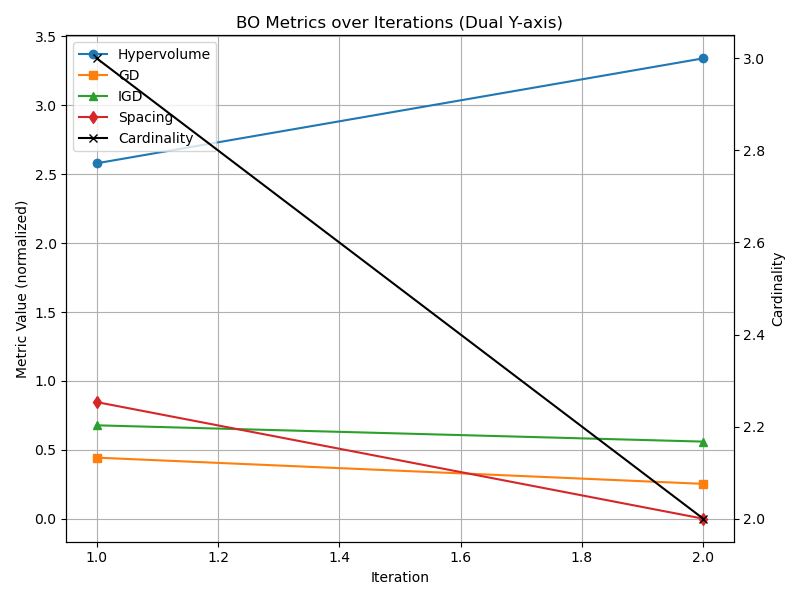 BO Metrics over Iterations (Dual Y-axis)
Hypervolume
GD
IGD
Spacing
Cardinality
Metric Value (normalized)
3.5
3.0
2.5
2.0
1.5
1.0
0.5
0.0
3.0
2.8
2.6
2.4
2.2
2.0
Cardinality
1.0 1.2 1.4 1.6 1.8 2.0
Iteration